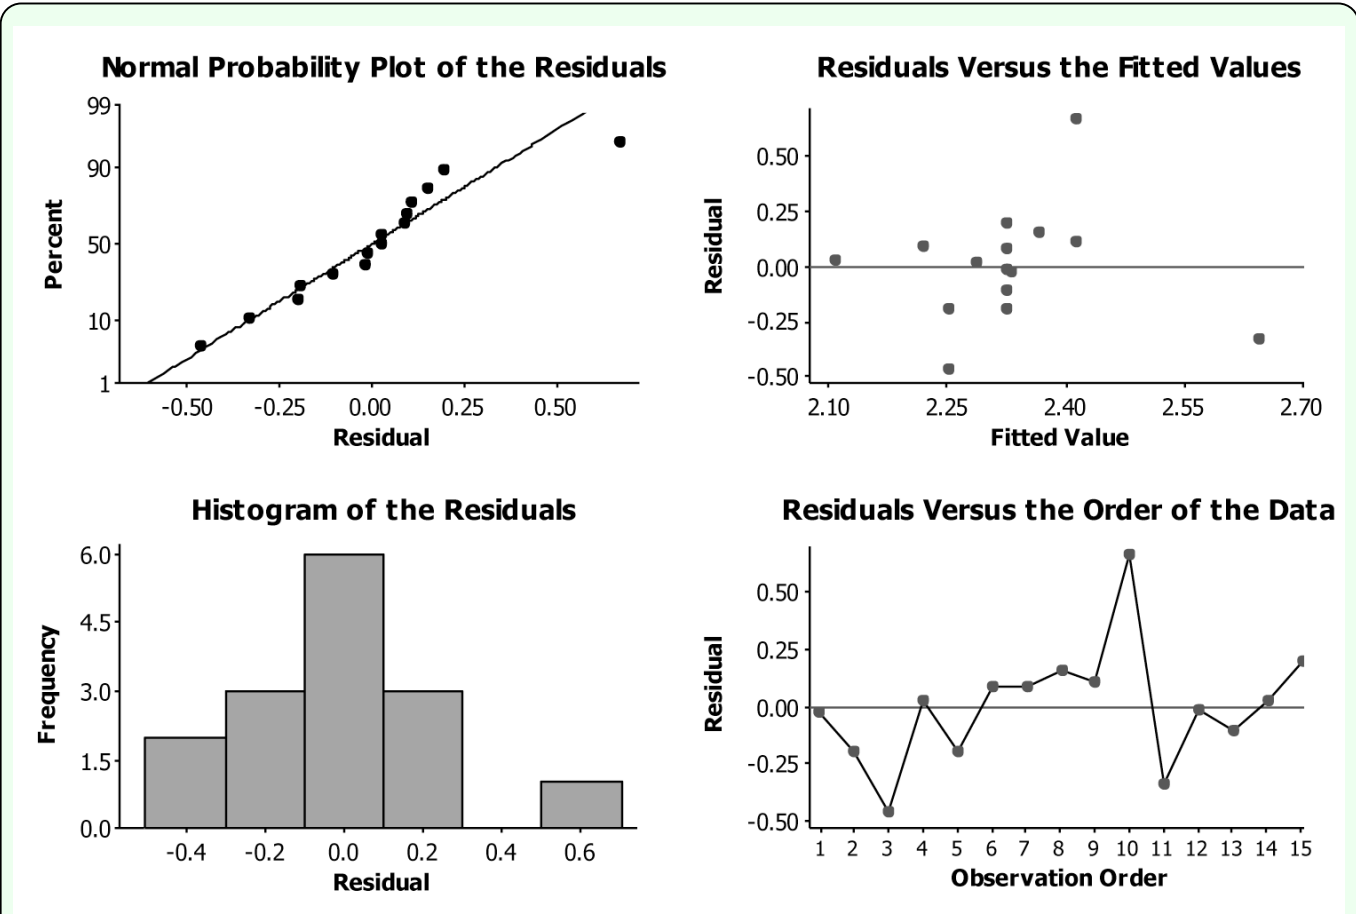 Normal Probability Plot of the Residuals
99
90
50
10
1
Percent
-0.50 -0.25 0.00 0.25 0.50
Residual
Residuals Versus the Fitted Values
0.50
0.25
0.00
-0.25
-0.50
Residual
2.10 2.25 2.40 2.55 2.70
Fitted Value
Histogram of the Residuals
6.0
4.5
3.0
1.5
0.0
Frequency
-0.4 -0.2 0.0 0.2 0.4 0.6
Residual
Residuals Versus the Order of the Data
0.50
0.25
0.00
-0.25
-0.50
Residual
1 2 3 4 5 6 7 8 9 10 11 12 13 14 15
Observation Order